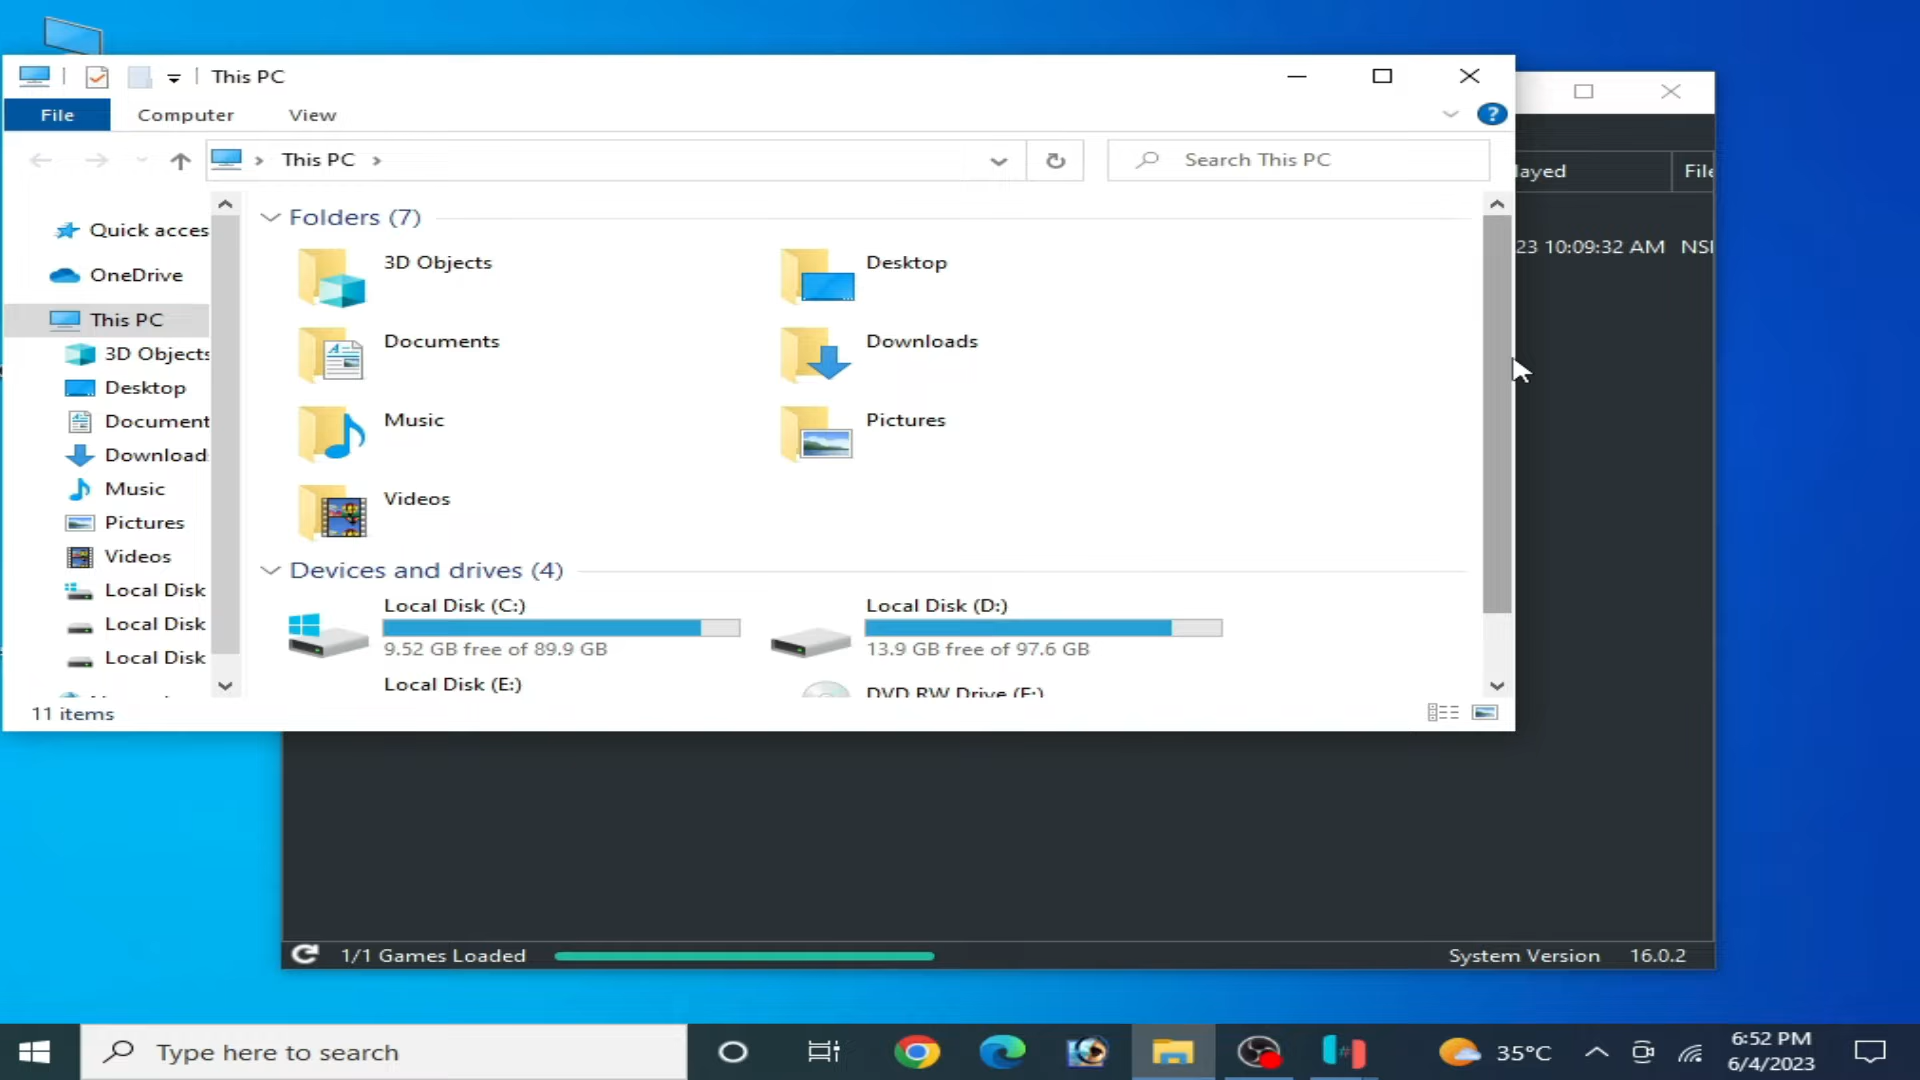 This PC
File Computer View
?
This PC
Search This PC
layed
File
Quick acces
OneDrive
This PC
3D Objects
Desktop
Document
Download
Music
Pictures
Videos
Local Disk
Local Disk
Local Disk
Folders (7)
3D Objects
Desktop
Documents
Downloads
Music
Pictures
Videos
Devices and drives (4)
Local Disk (C:)
9.52 GB free of 89.9 GB
Local Disk (D:)
13.9 GB free of 97.6 GB
Local Disk (E:)
DVD RW Drive (F:)
11 items
23 10:09:32 AM NSI
1/1 Games Loaded
System Version 16.0.2
Type here to search
35°C
6:52 PM
6/4/2023